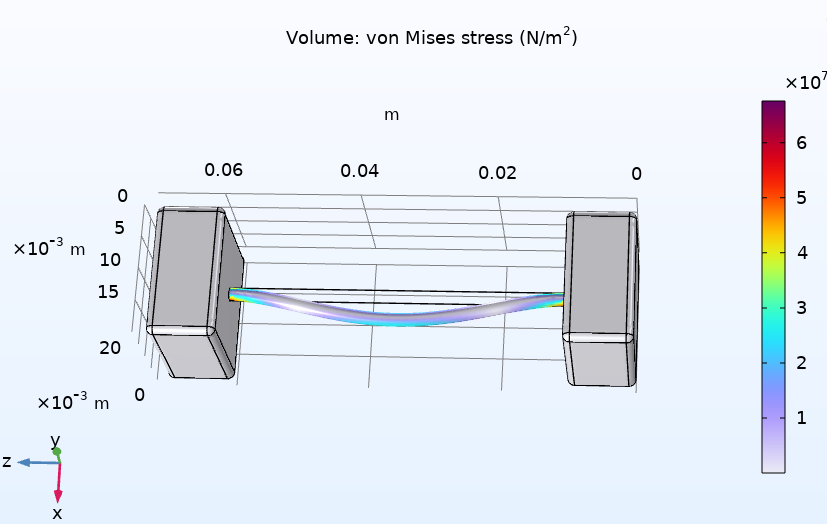 Volume: von Mises stress (N/m²)
×10⁷
m
0.06 0.04 0.02 0
0
5
×10⁻³ m
10
15
20
×10⁻³ m 0
6
5
4
3
2
1
y
z
x